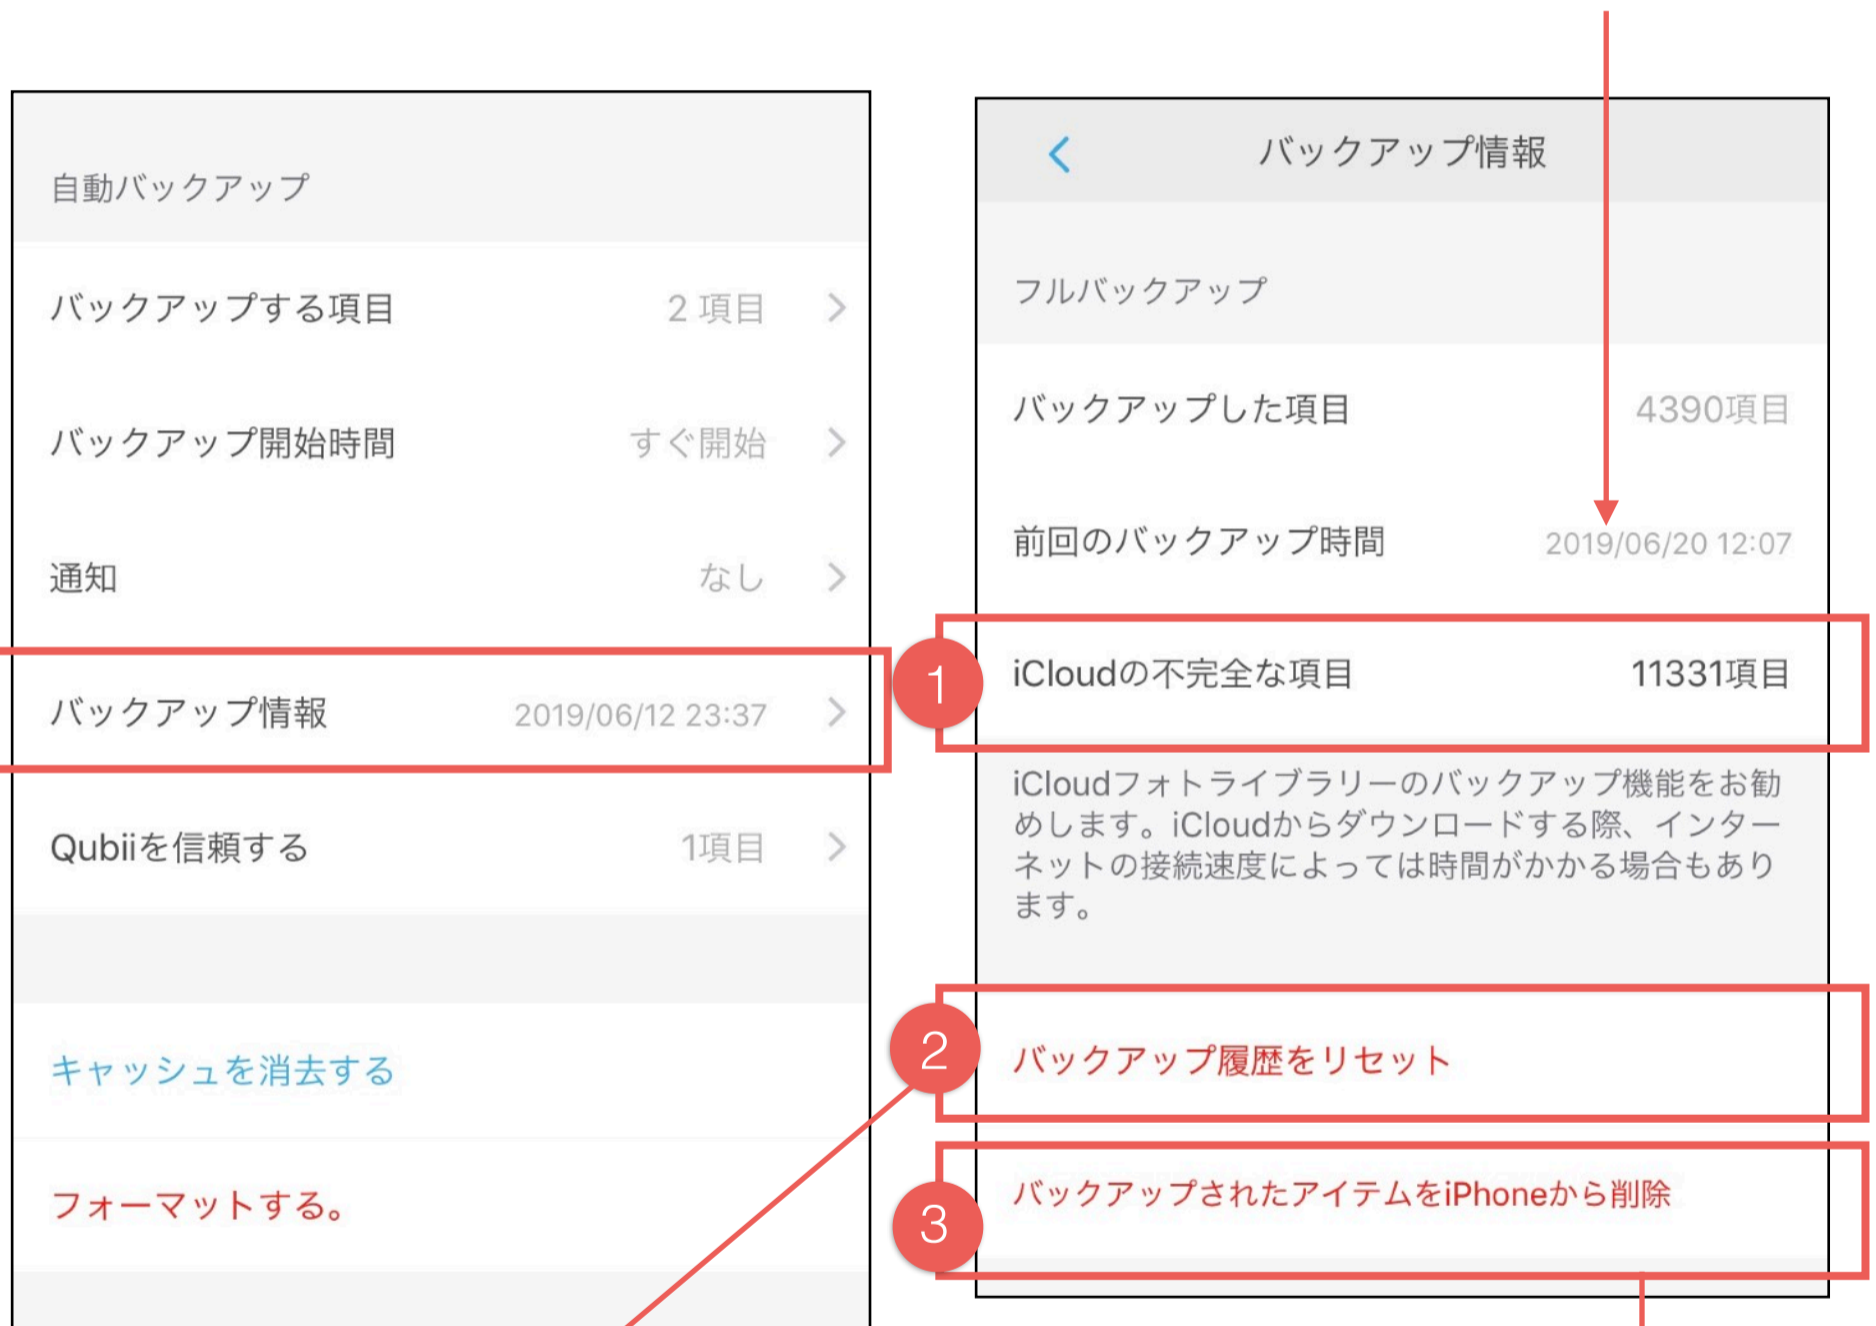 自動バックアップ
バックアップする項目 2 項目
バックアップ開始時間 すぐ開始
通知 なし
バックアップ情報 2019/06/12 23:37
Qubiiを信頼する 1項目
キャッシュを消去する
フォーマットする。
バックアップ情報
フルバックアップ
バックアップした項目 4390項目
前回のバックアップ時間 2019/06/20 12:07
1 iCloudの不完全な項目 11331項目
iCloudフォトライブラリーのバックアップ機能をお勧
めします。iCloudからダウンロードする際、インター
ネットの接続速度によっては時間がかかる場合もあり
ます。
2 バックアップ履歴をリセット
3 バックアップされたアイテムをiPhoneから削除